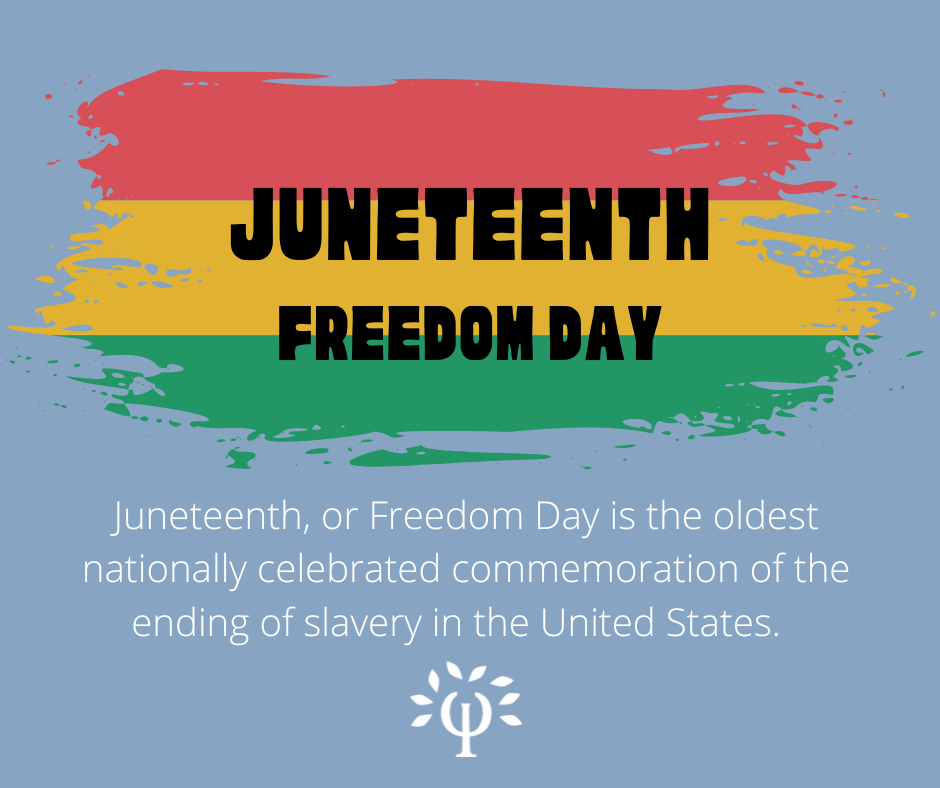 JUNETEENTH
FREEDOM DAY
Juneteenth, or Freedom Day is the oldest
nationally celebrated commemoration of the
ending of slavery in the United States.